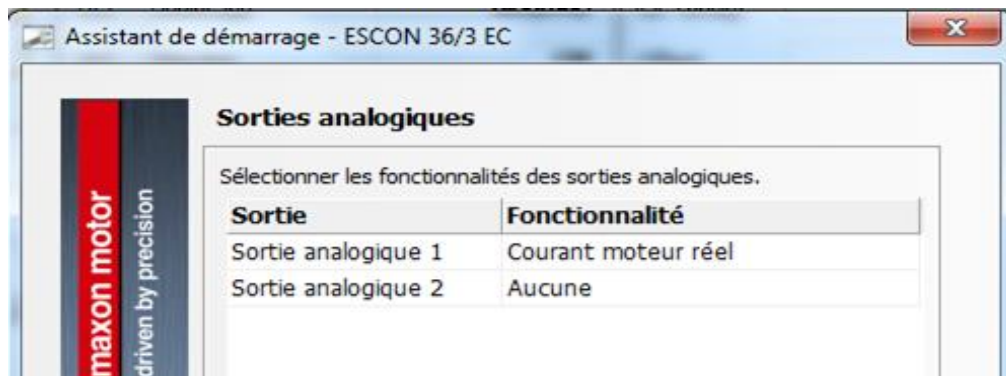 Assistant de démarrage - ESCON 36/3 EC
Sorties analogiques
Sélectionner les fonctionnalités des sorties analogiques.
Sortie Fonctionnalité
Sortie analogique 1 Courant moteur réel
Sortie analogique 2 Aucune
maxon motor
driven by precision